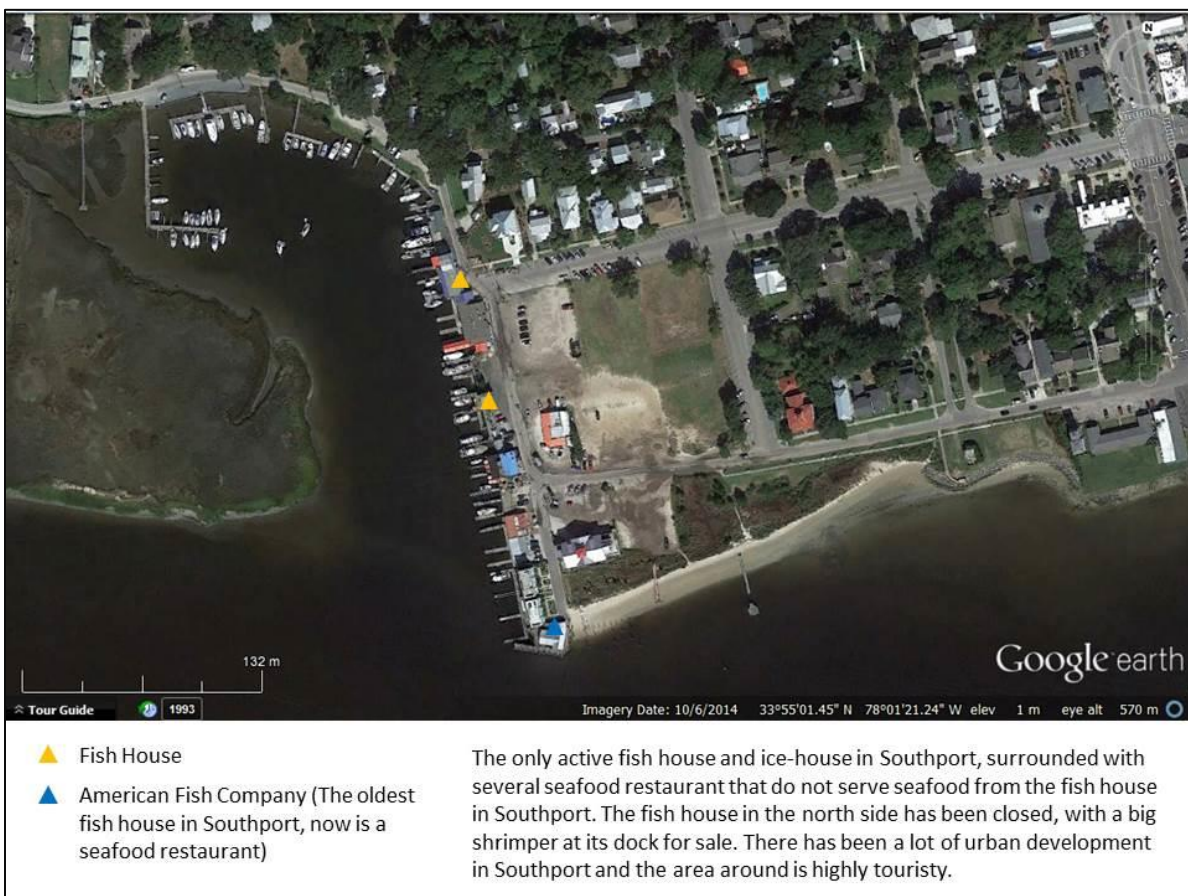 N
132 m
Google earth
Tour Guide
1993
Imagery Date: 10/6/2014 33°55'01.45" N 78°01'21.24" W elev 1 m eye alt 570 m
Fish House
American Fish Company (The oldest
fish house in Southport, now is a
seafood restaurant)
The only active fish house and ice-house in Southport, surrounded with
several seafood restaurant that do not serve seafood from the fish house
in Southport. The fish house in the north side has been closed, with a big
shrimper at its dock for sale. There has been a lot of urban development
in Southport and the area around is highly touristy.